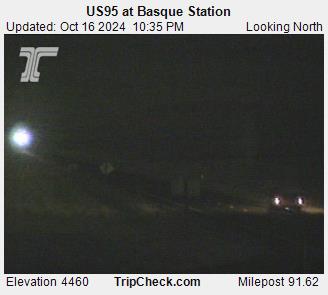 US95 at Basque Station
Updated: Oct 16 2024 10:35 PM Looking North
Elevation 4460 TripCheck.com Milepost 91.62